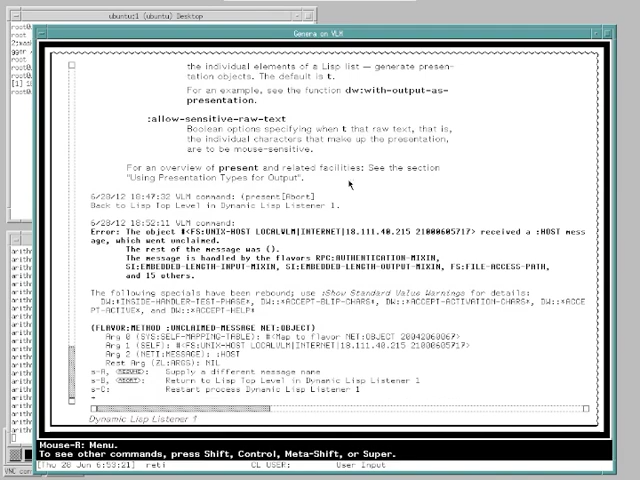 ubuntu:1 (ubuntu) Desktop
Genera on VLM
the individual elements of a Lisp list — generate presen-
tation objects. The default is t.
For an example, see the function dw:with-output-as-
presentation.
:allow-sensitive-raw-text
Boolean options specifying when t that raw text, that is,
the individual characters that make up the presentation,
are to be mouse-sensitive.
For an overview of present and related facilities: See the section
"Using Presentation Types for Output".
6/28/12 18:47:32 VLM command: (present[Abort]
Back to Lisp Top Level in Dynamic Lisp Listener 1.
6/28/12 18:52:11 VLM command:
Error: The object #<FS:UNIX-HOST LOCALVLM|INTERNET|18.111.40.215 21000605717> received a :HOST mess
age, which went unclaimed.
The rest of the message was ().
The message is handled by the flavors RPC:AUTHENTICATION-MIXIN,
SI:EMBEDDED-LENGTH-INPUT-MIXIN, SI:EMBEDDED-LENGTH-OUTPUT-MIXIN, FS:FILE-ACCESS-PATH,
and 15 others.
The following specials have been rebound; use :Show Standard Value Warnings for details:
DW:*INSIDE-HANDLER-TEST-PHASE*, DW::*ACCEPT-BLIP-CHARS*, DW::*ACCEPT-ACTIVATION-CHARS*, DW::*ACCE
PT-ACTIVE*, and DW::*ACCEPT-HELP*
(FLAVOR:METHOD :UNCLAIMED-MESSAGE NET:OBJECT)
Arg 0 (SYS:SELF-MAPPING-TABLE): #<Map to flavor NET:OBJECT 20042060067>
Arg 1 (SELF): #<FS:UNIX-HOST LOCALVLM|INTERNET|18.111.40.215 21000605717>
Arg 2 (NETI:MESSAGE): :HOST
Rest Arg (ZL:ARGS): NIL
s-A, RESUME: Supply a different message name
s-B, ABORT: Return to Lisp Top Level in Dynamic Lisp Listener 1
s-C: Restart process Dynamic Lisp Listener 1
→
Dynamic Lisp Listener 1
Mouse-R: Menu.
To see other commands, press Shift, Control, Meta-Shift, or Super.
[Thu 28 Jun 6:53:21] reti CL USER: User Input